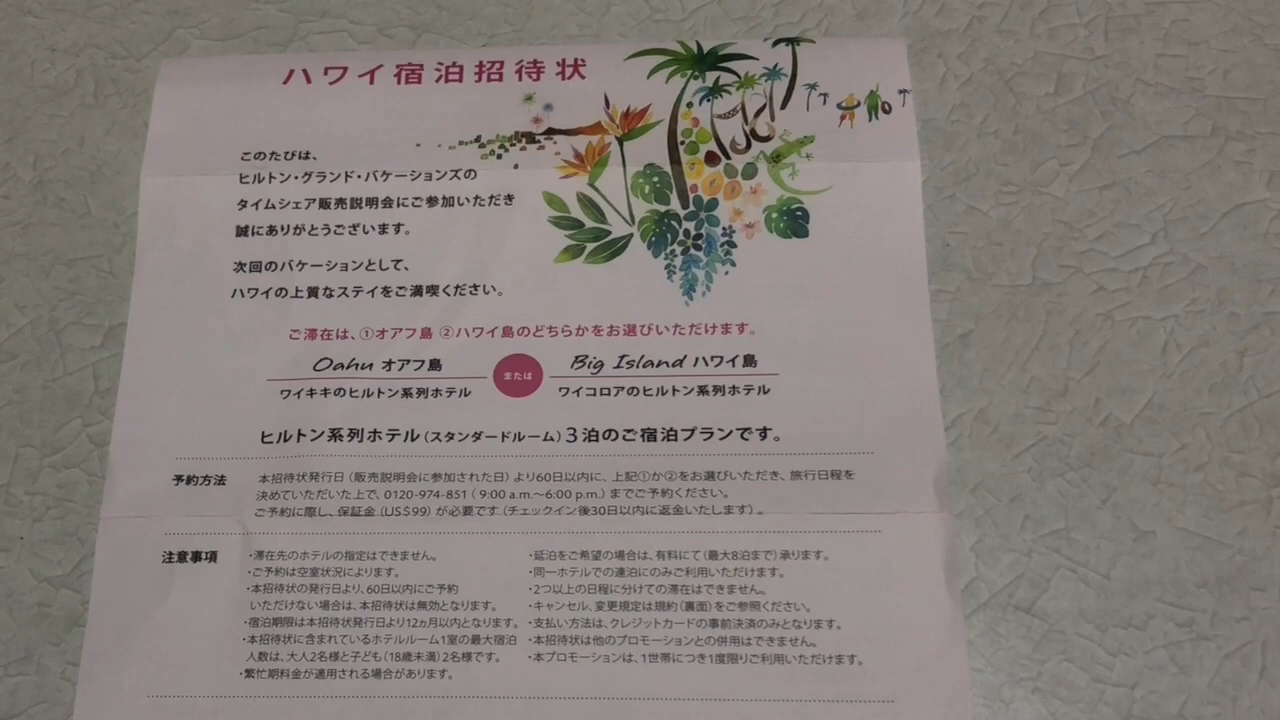 ハワイ宿泊招待状
このたびは、
ヒルトン・グランド・バケーションズの
タイムシェア販売説明会にご参加いただき
誠にありがとうございます。
次回のバケーションとして、
ハワイの上質なステイをご満喫ください。
ご滞在は、①オアフ島 ②ハワイ島のどちらかをお選びいただけます。
Oahu オアフ島
ワイキキのヒルトン系列ホテル
または
Big Island ハワイ島
ワイコロアのヒルトン系列ホテル
ヒルトン系列ホテル(スタンダードルーム)3泊のご宿泊プランです。
予約方法
本招待状発行日(販売説明会に参加された日)より60日以内に、上記①か②をお選びいただき、旅行日程を
決めていただいた上で、0120-974-851(9:00 a.m.〜6:00 p.m.)までご予約ください。
ご予約に際し、保証金(US$99)が必要です(チェックイン後30日以内に返金いたします)。
注意事項
・滞在先のホテルの指定はできません。
・ご予約は空室状況によります。
・本招待状の発行日より、60日以内にご予約
いただけない場合は、本招待状は無効となります。
・宿泊期限は本招待状発行日より12ヵ月以内となります。
・本招待状に含まれているホテルルーム1室の最大宿泊
人数は、大人2名様と子ども(18歳未満)2名様です。
・繁忙期料金が適用される場合があります。
・延泊をご希望の場合は、有料にて(最大8泊まで)承ります。
・同一ホテルでの連泊にのみご利用いただけます。
・2つ以上の日程に分けての滞在はできません。
・キャンセル、変更規定は規約(裏面)をご参照ください。
・支払い方法は、クレジットカードの事前決済のみとなります。
・本招待状は他のプロモーションとの併用はできません。
・本プロモーションは、1世帯につき1度限りご利用いただけます。